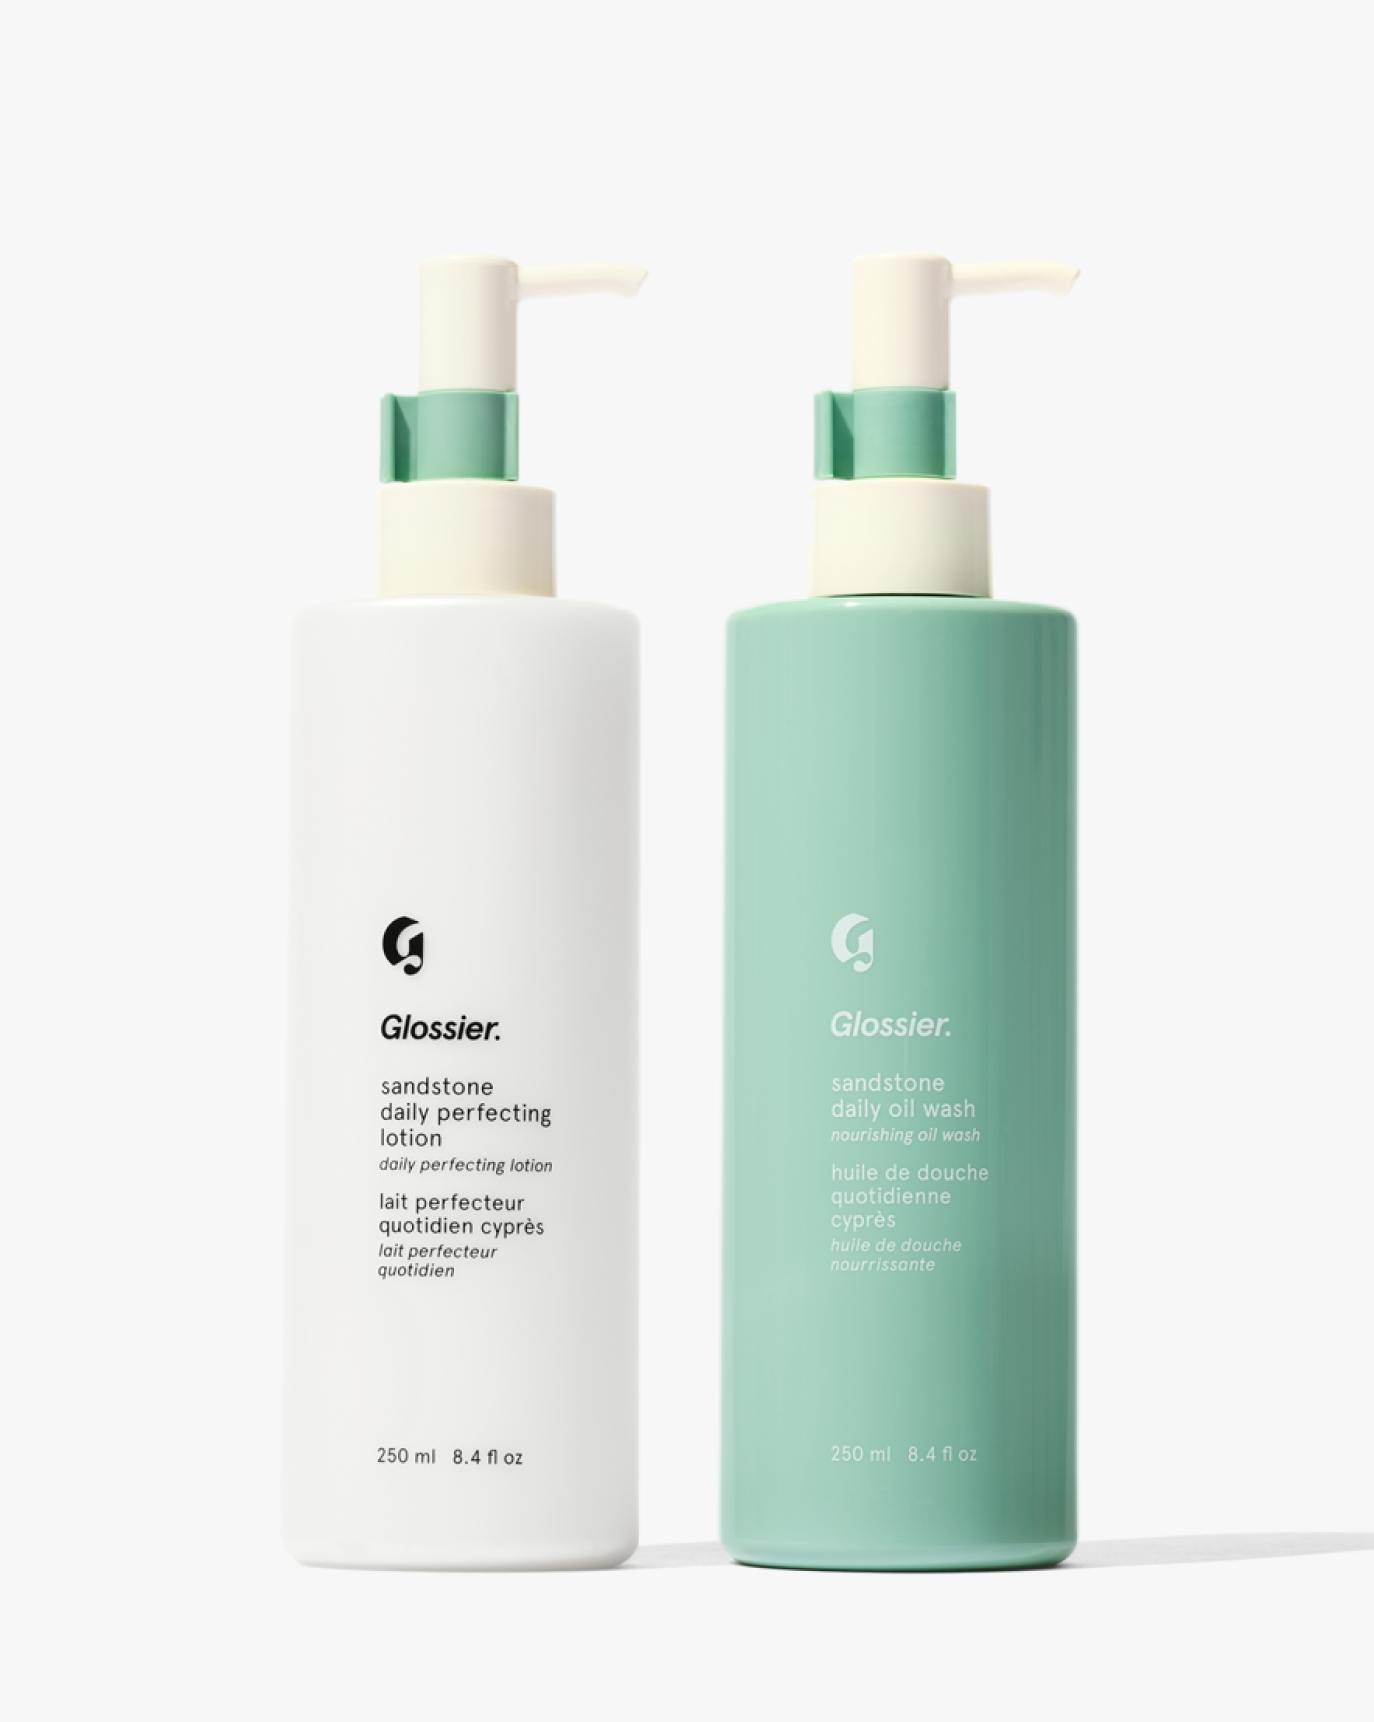 G
Glossier.
sandstone
daily perfecting
lotion
daily perfecting lotion
lait perfecteur
quotidien cyprès
lait perfecteur
quotidien
250 ml 8.4 fl oz
G
Glossier.
sandstone
daily oil wash
nourishing oil wash
huile de douche
quotidienne
cyprès
huile de douche
nourrissante
250 ml 8.4 fl oz